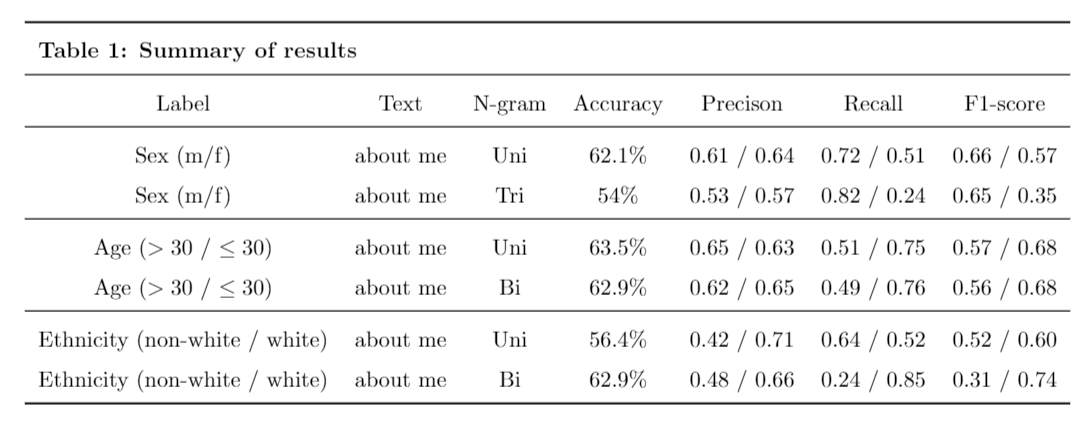 Table 1: Summary of results
Label Text N-gram Accuracy Precison Recall F1-score
Sex (m/f) about me Uni 62.1% 0.61 / 0.64 0.72 / 0.51 0.66 / 0.57
Sex (m/f) about me Tri 54% 0.53 / 0.57 0.82 / 0.24 0.65 / 0.35
Age (> 30 / ≤ 30) about me Uni 63.5% 0.65 / 0.63 0.51 / 0.75 0.57 / 0.68
Age (> 30 / ≤ 30) about me Bi 62.9% 0.62 / 0.65 0.49 / 0.76 0.56 / 0.68
Ethnicity (non-white / white) about me Uni 56.4% 0.42 / 0.71 0.64 / 0.52 0.52 / 0.60
Ethnicity (non-white / white) about me Bi 62.9% 0.48 / 0.66 0.24 / 0.85 0.31 / 0.74